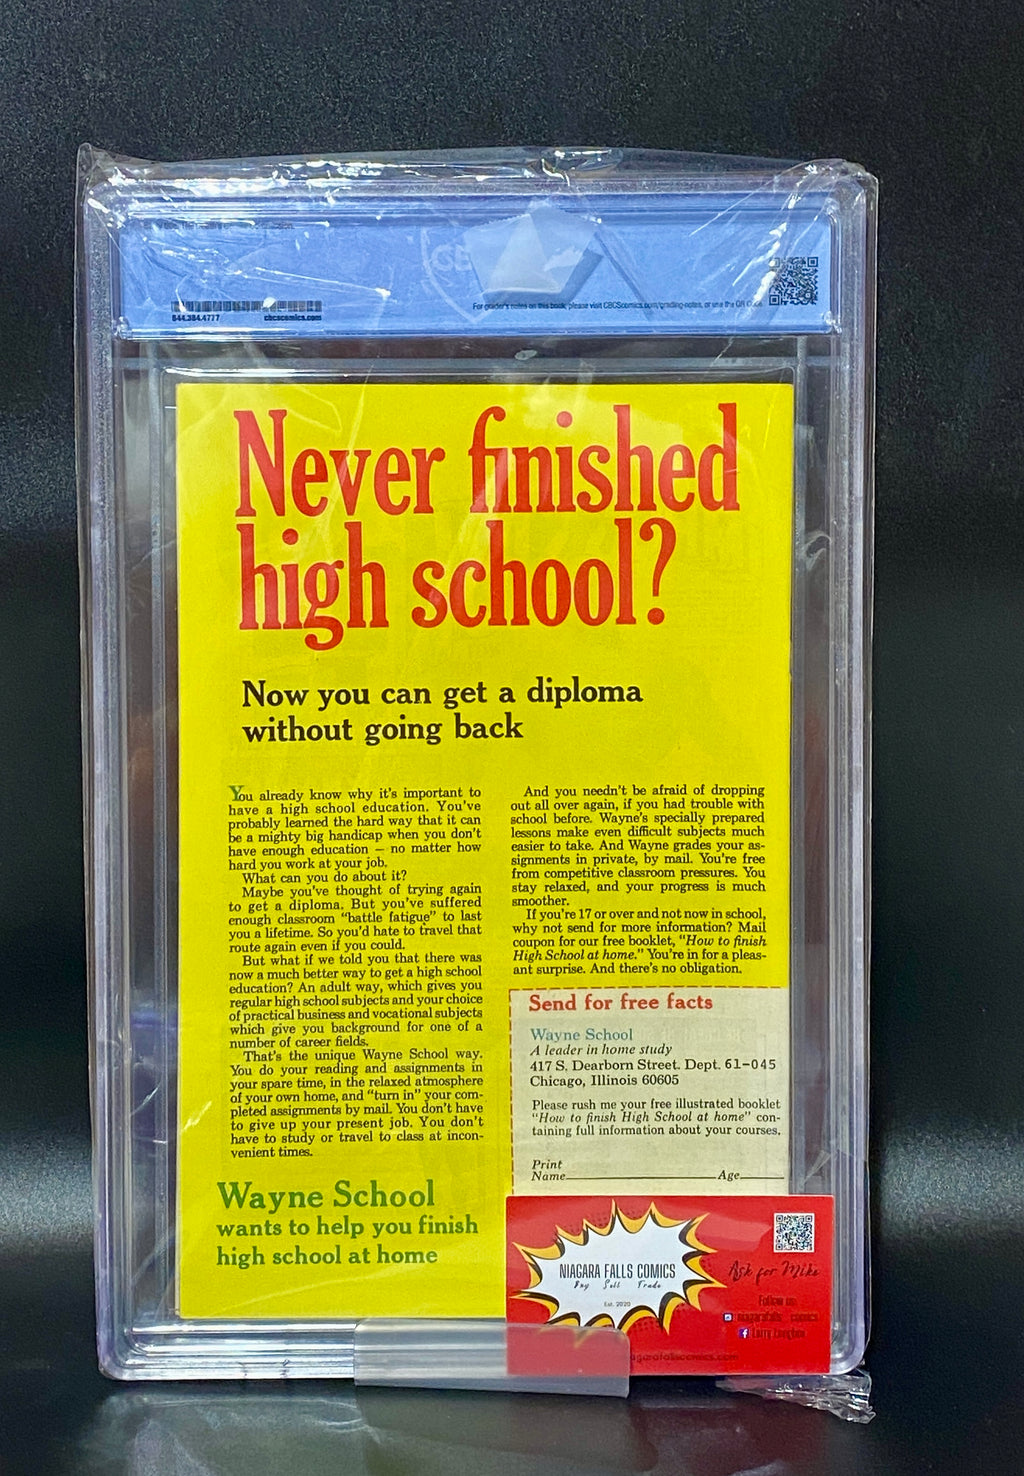 CB
844.384.4777 cbcscomics.com
For grader's notes on this book, please visit CBCScomics.com/grading-notes, or use the QR Code
Never finished
high school?
Now you can get a diploma
without going back
You already know why it's important to
have a high school education. You've
probably learned the hard way that it can
be a mighty big handicap when you don't
have enough education — no matter how
hard you work at your job.
What can you do about it?
Maybe you've thought of trying again
to get a diploma. But you've suffered
enough classroom "battle fatigue" to last
you a lifetime. So you'd hate to travel that
route again even if you could.
But what if we told you that there was
now a much better way to get a high school
education? An adult way, which gives you
regular high school subjects and your choice
of practical business and vocational subjects
which give you background for one of a
number of career fields.
That's the unique Wayne School way.
You do your reading and assignments in
your spare time, in the relaxed atmosphere
of your own home, and "turn in" your com-
pleted assignments by mail. You don't have
to give up your present job. You don't
have to study or travel to class at incon-
venient times.
Wayne School
wants to help you finish
high school at home
And you needn't be afraid of dropping
out all over again, if you had trouble with
school before. Wayne's specially prepared
lessons make even difficult subjects much
easier to take. And Wayne grades your as-
signments in private, by mail. You're free
from competitive classroom pressures. You
stay relaxed, and your progress is much
smoother.
If you're 17 or over and not now in school,
why not send for more information? Mail
coupon for our free booklet, "How to finish
High School at home." You're in for a pleas-
ant surprise. And there's no obligation.
Send for free facts
Wayne School
A leader in home study
417 S. Dearborn Street. Dept. 61-045
Chicago, Illinois 60605
Please rush me your free illustrated booklet
"How to finish High School at home" con-
taining full information about your courses.
Print
Name Age
NIAGARA FALLS COMICS
Buy Sell Trade
Est. 2020
Ask for Mike
Follow us:
niagarafalls_comics
Larry Longbox